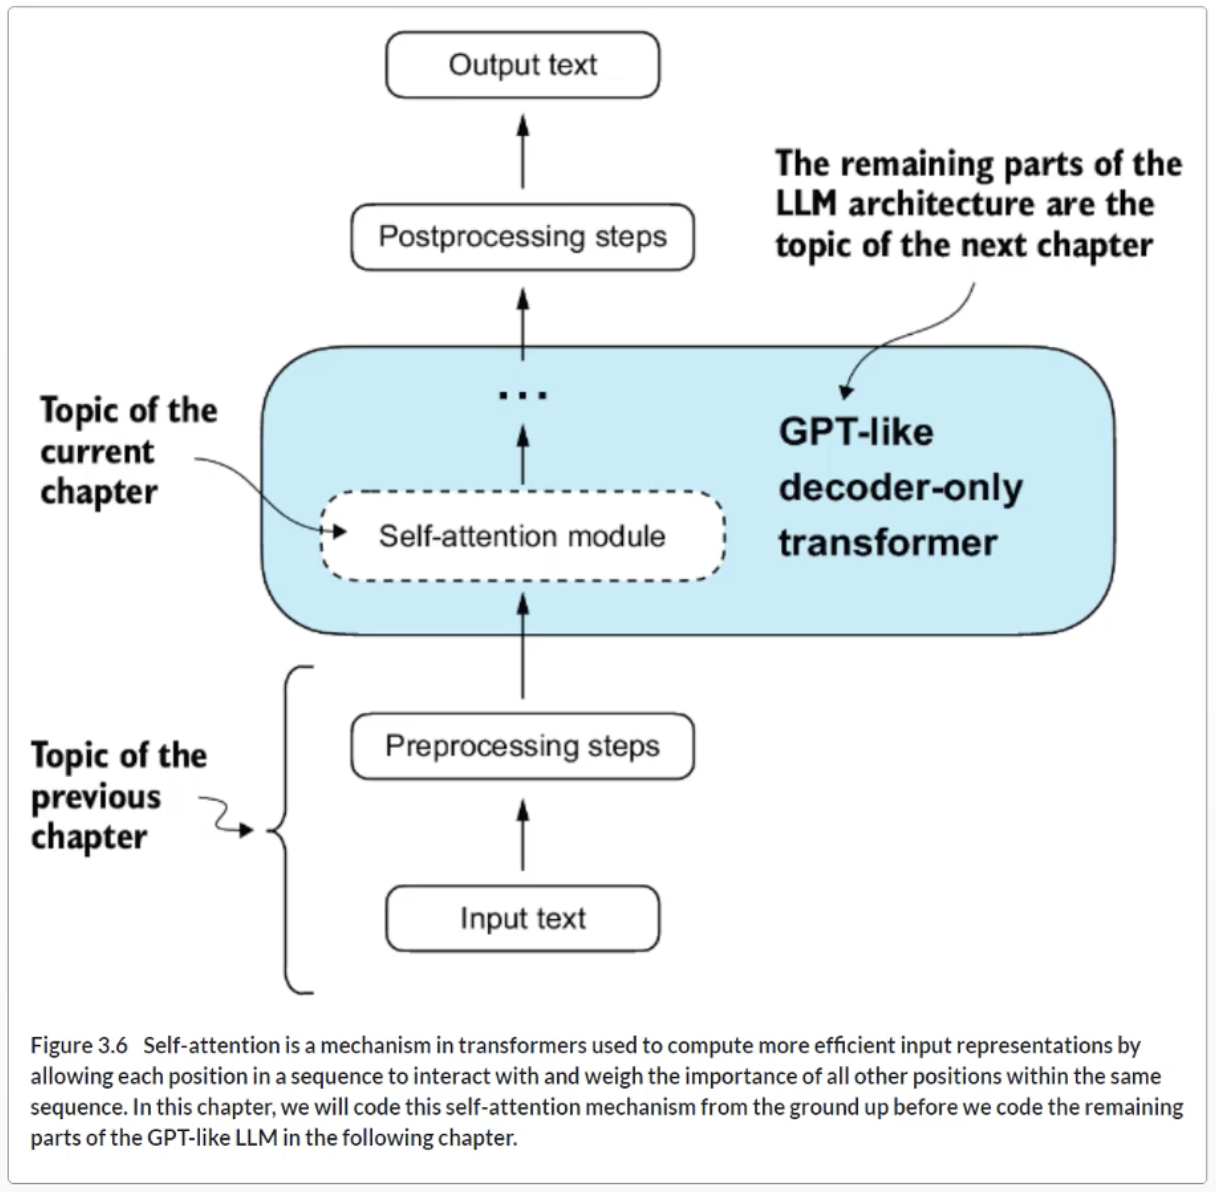 Output text
Postprocessing steps
The remaining parts of the
LLM architecture are the
topic of the next chapter
...
Topic of the
current
chapter
Self-attention module
GPT-like
decoder-only
transformer
Preprocessing steps
Topic of the
previous
chapter
Input text
Figure 3.6 Self-attention is a mechanism in transformers used to compute more efficient input representations by
allowing each position in a sequence to interact with and weigh the importance of all other positions within the same
sequence. In this chapter, we will code this self-attention mechanism from the ground up before we code the remaining
parts of the GPT-like LLM in the following chapter.